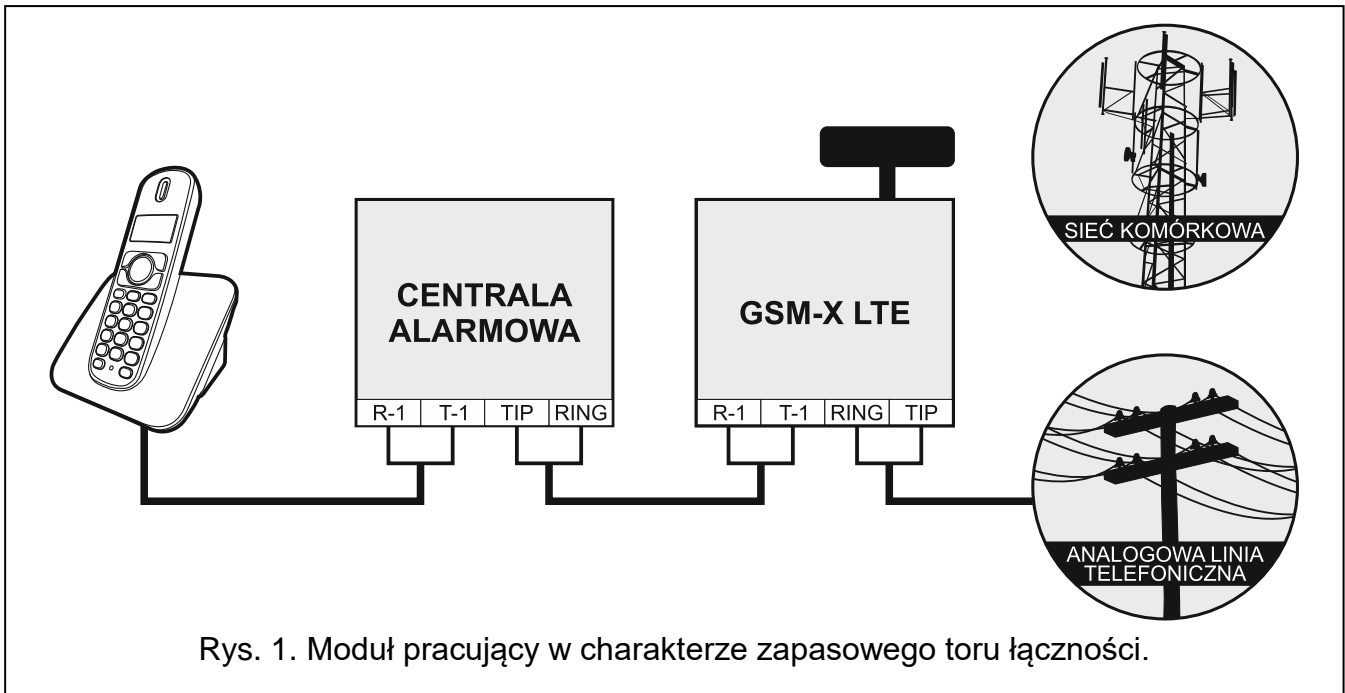 SIEĆ KOMÓRKOWA
CENTRALA
ALARMOWA
GSM-X LTE
R-1 T-1 TIP RING
R-1 T-1 RING TIP
ANALOGOWA LINIA
TELEFONICZNA
Rys. 1. Moduł pracujący w charakterze zapasowego toru łączności.